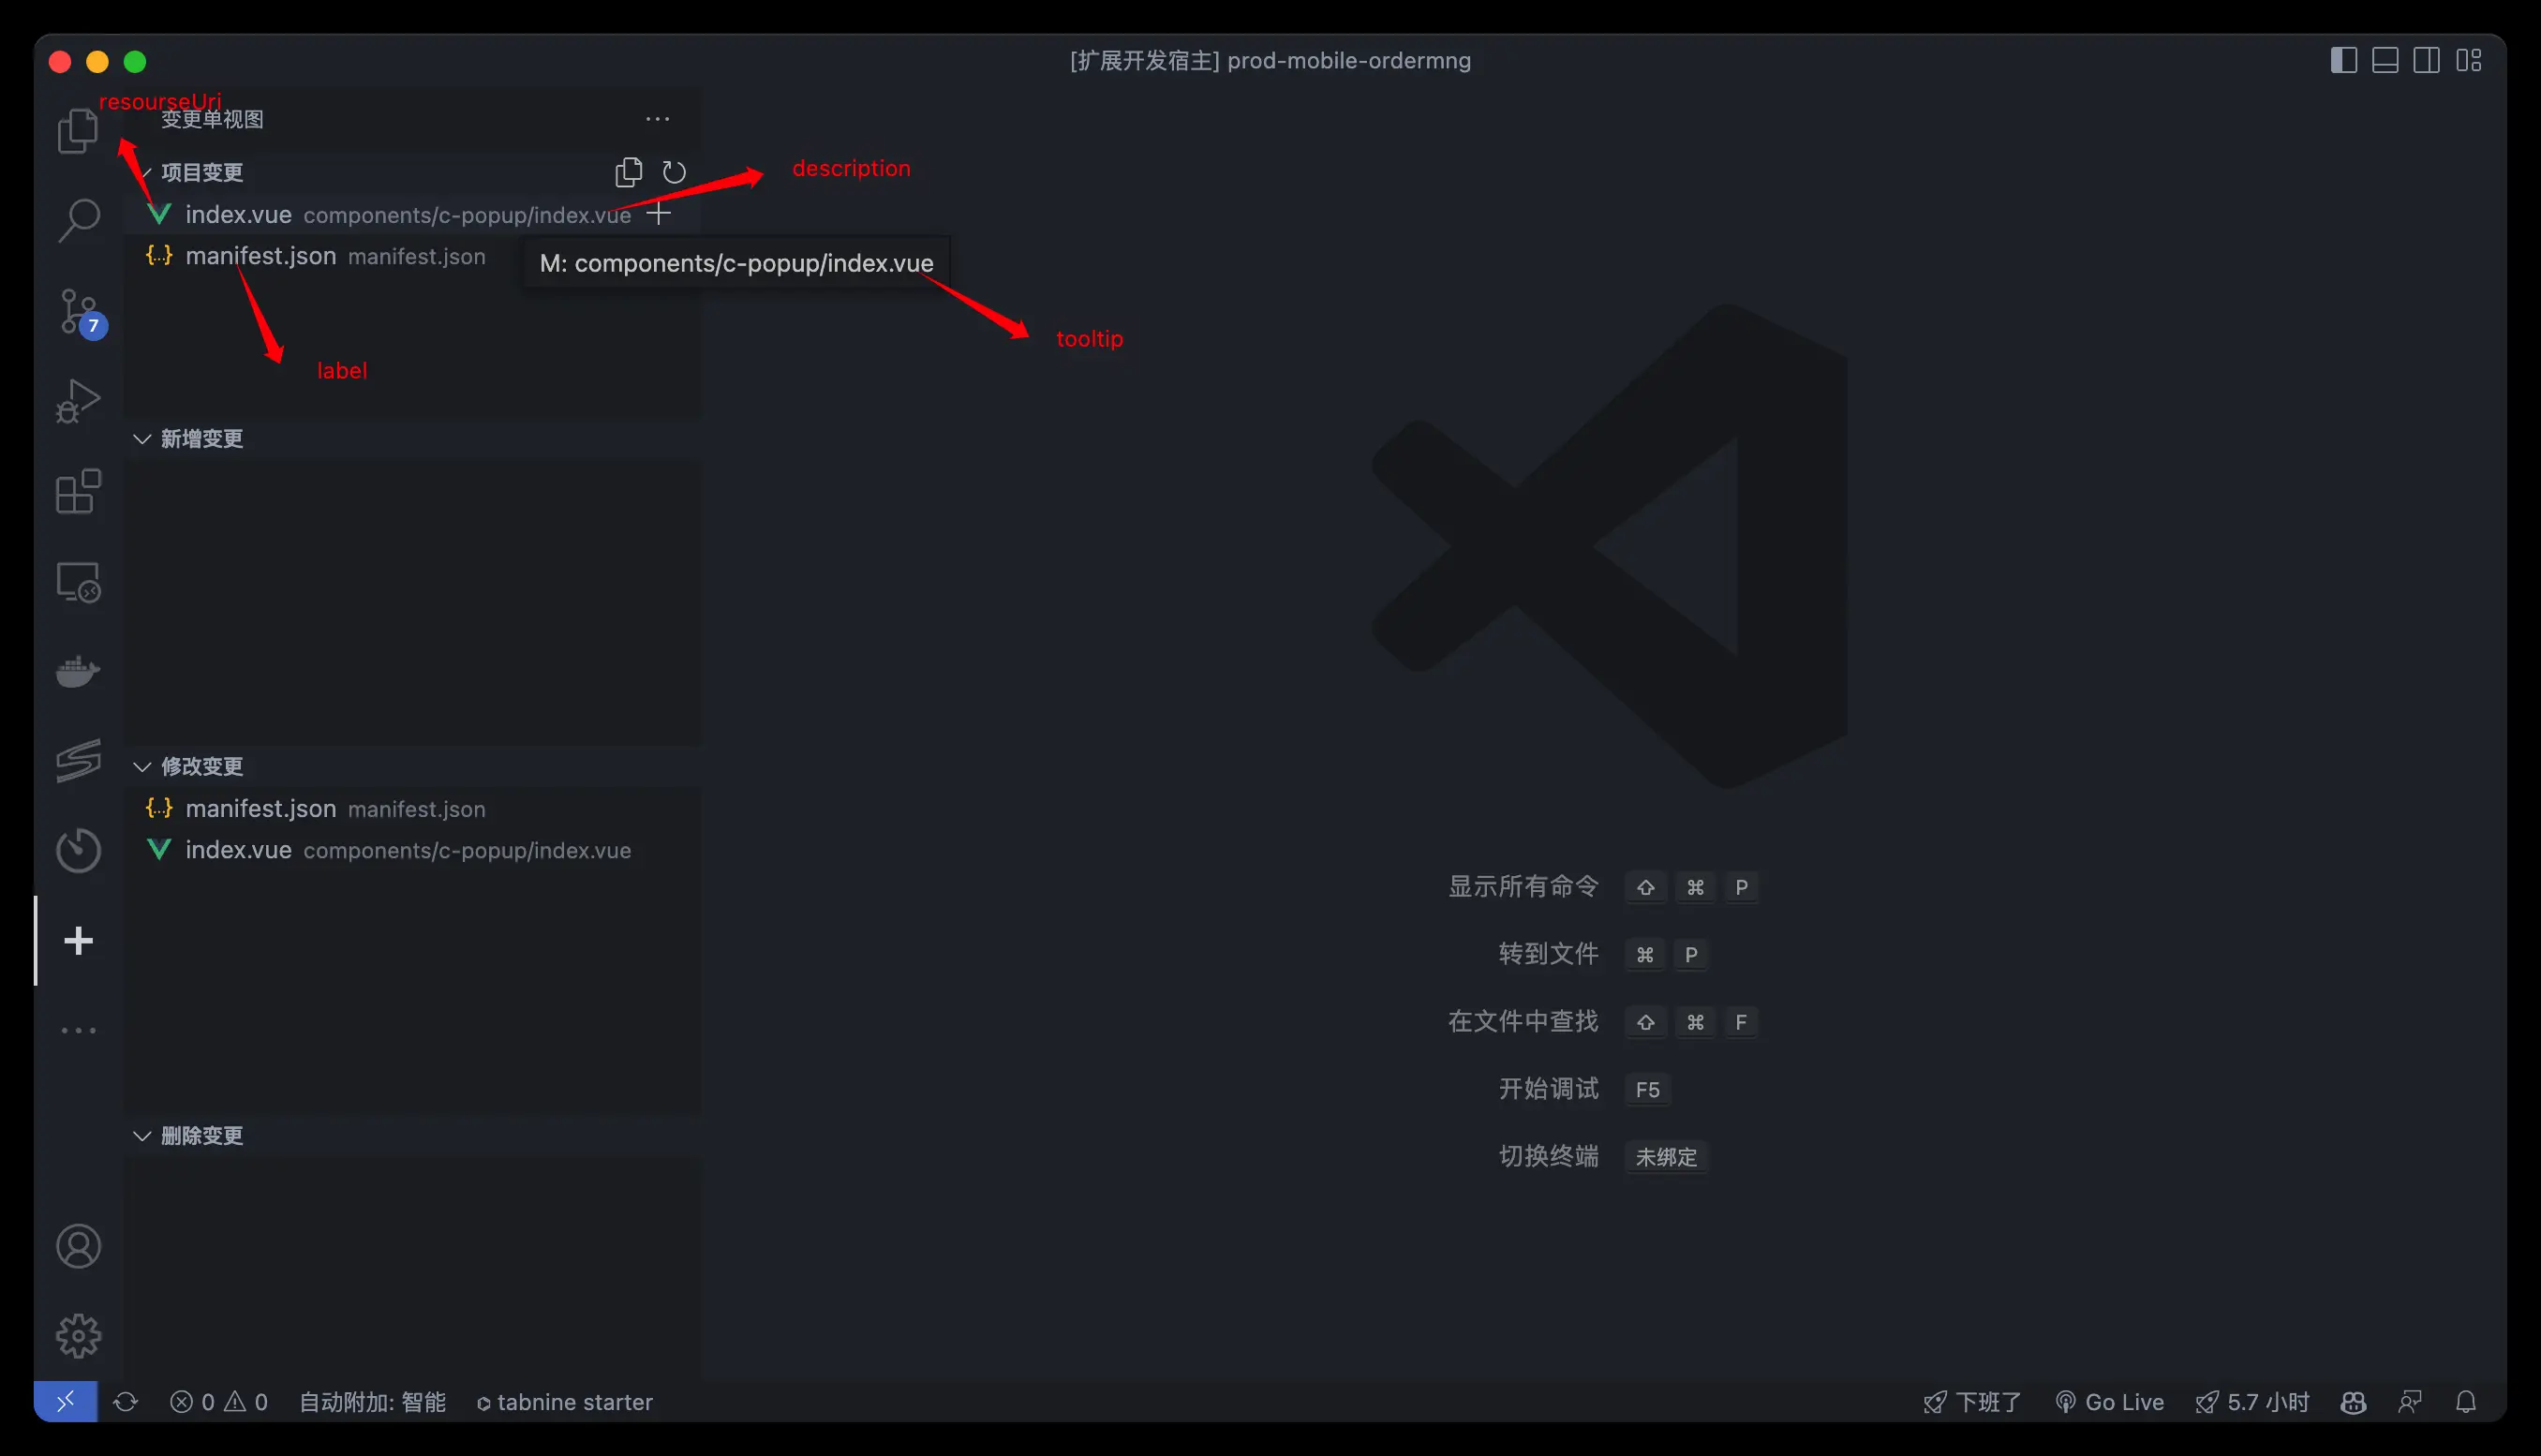 [扩展开发宿主] prod-mobile-ordermng
resourseUri
变更单视图
项目变更
description
index.vue components/c-popup/index.vue
manifest.json manifest.json
M: components/c-popup/index.vue
tooltip
label
7
新增变更
修改变更
manifest.json manifest.json
index.vue components/c-popup/index.vue
显示所有命令 ⇧ ⌘ P
转到文件 ⌘ P
在文件中查找 ⇧ ⌘ F
开始调试 F5
切换终端 未绑定
删除变更
0 0 自动附加: 智能 tabnine starter 下班了 Go Live 5.7 小时